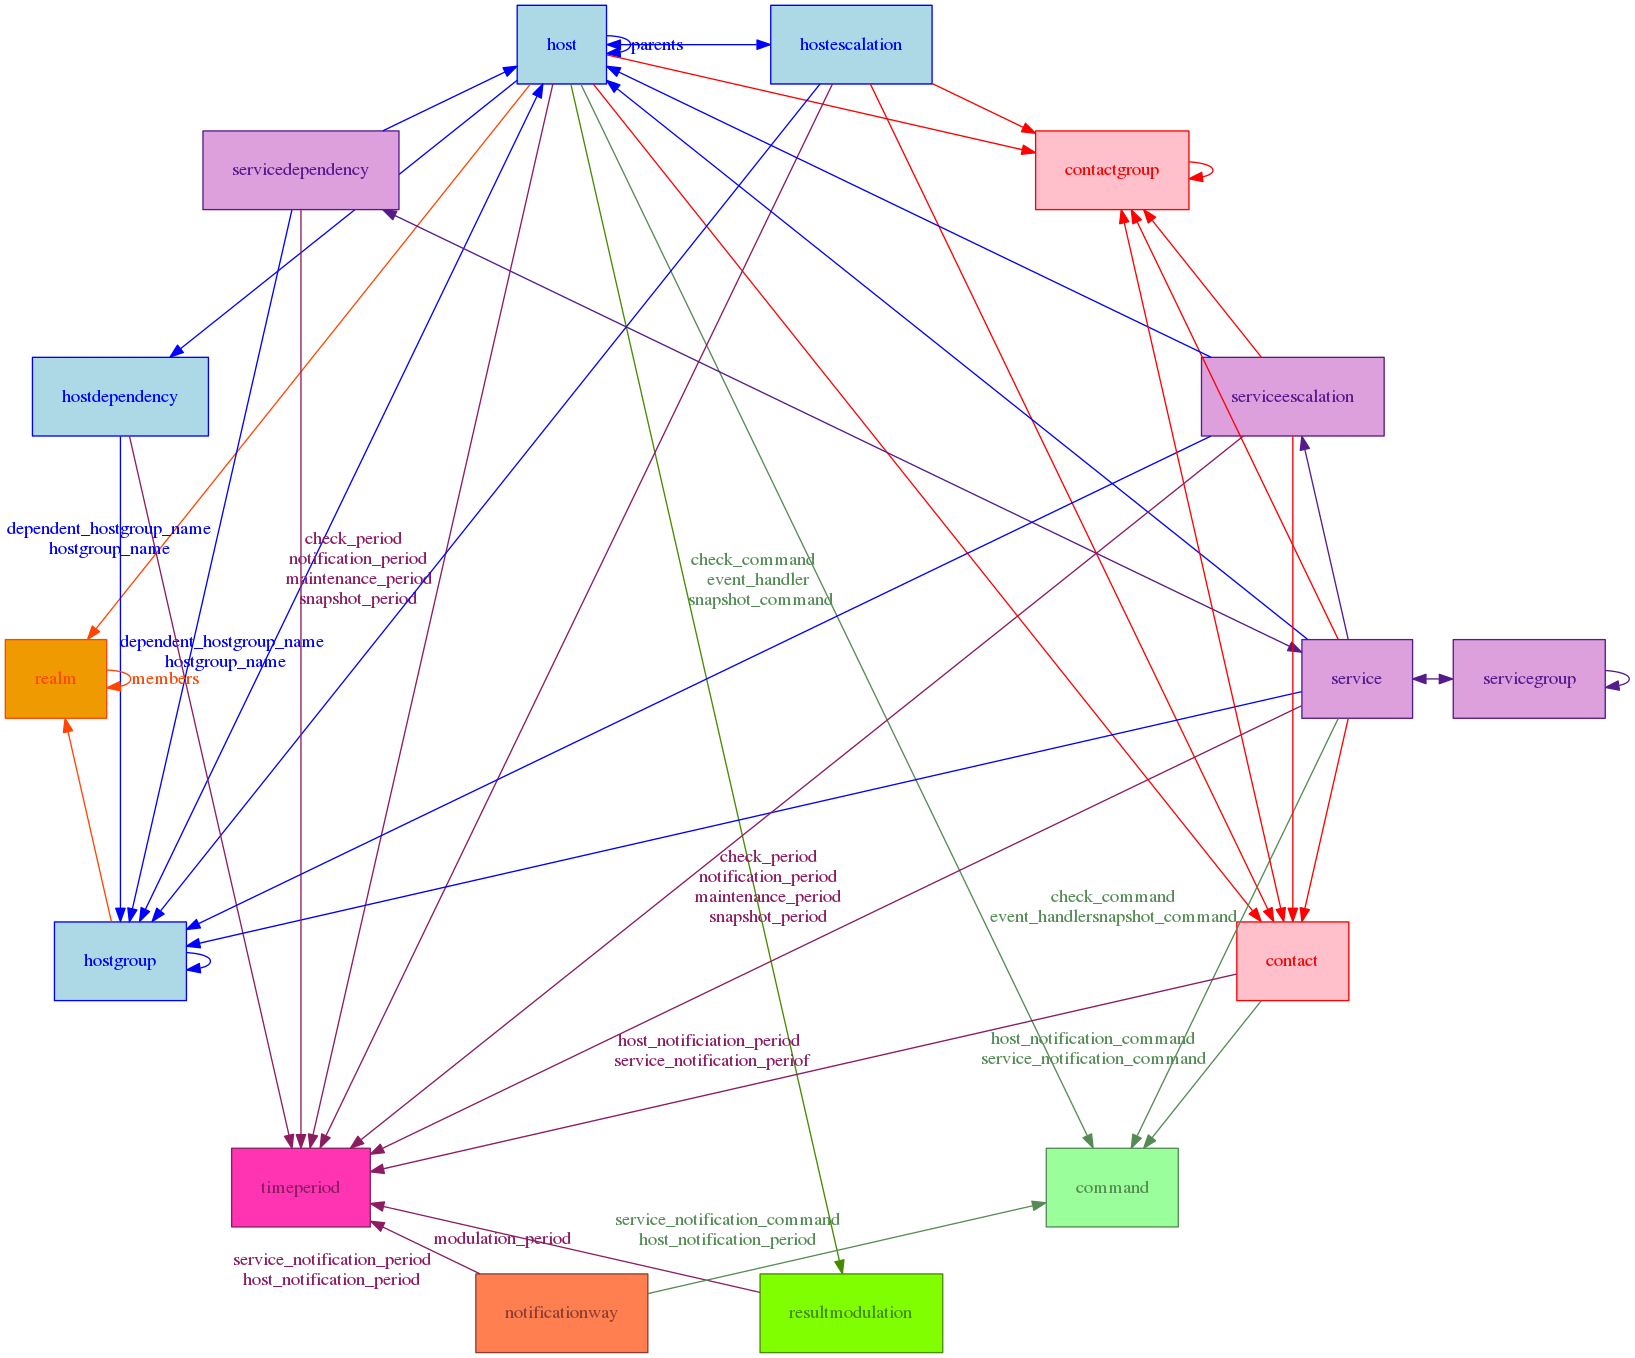 host
parents
hostescalation
servicedependency
contactgroup
hostdependency
serviceescalation
dependent_hostgroup_name
hostgroup_name
check_period
notification_period
maintenance_period
snapshot_period
check_command
event_handler
snapshot_command
dependent_hostgroup_name
hostgroup_name
realm
members
service
servicegroup
check_period
notification_period
maintenance_period
snapshot_period
check_command
event_handlersnapshot_command
hostgroup
contact
host_notificiation_period
service_notification_periof
host_notification_command
service_notification_command
timeperiod
command
service_notification_command
host_notification_period
modulation_period
service_notification_period
host_notification_period
notificationway
resultmodulation